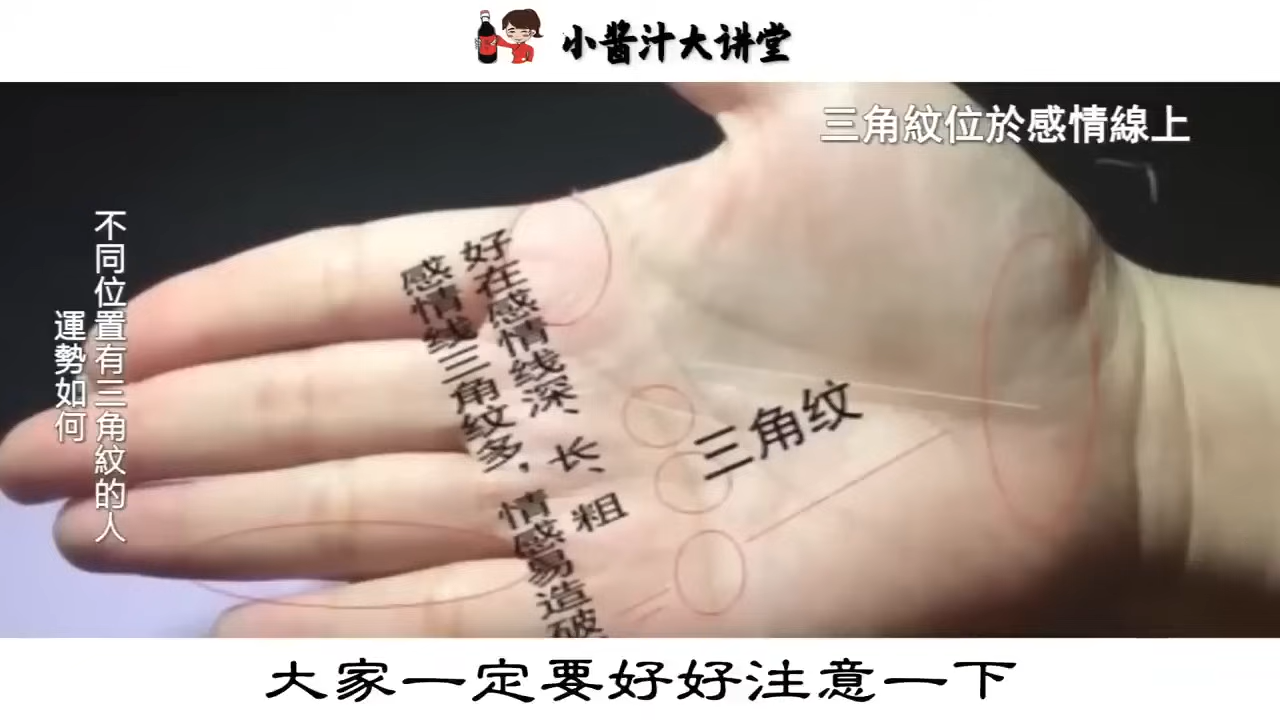 小酱汁大讲堂
三角紋位於感情線上
不同位置有三角紋的人
運勢如何
好在感情线深、长、粗
感情线三角纹多，情感易造破
三角纹
大家一定要好好注意一下